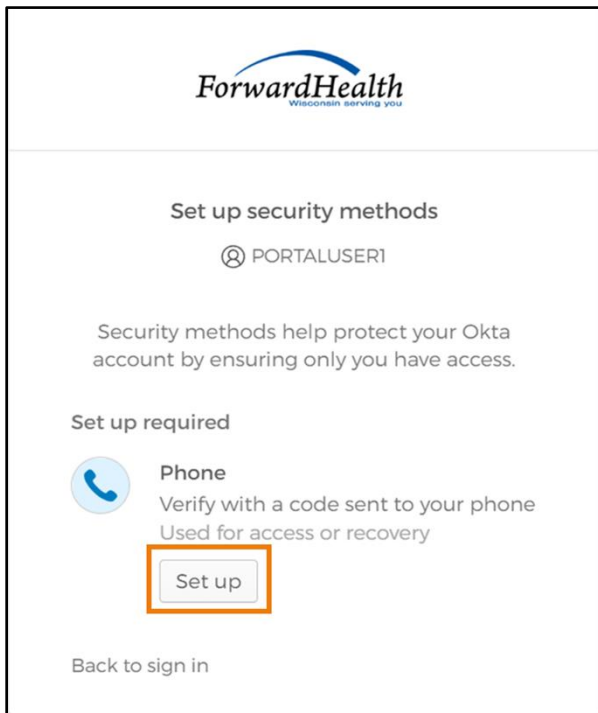 ForwardHealth
Wisconsin serving you
Set up security methods
PORTALUSER1
Security methods help protect your Okta
account by ensuring only you have access.
Set up required
Phone
Verify with a code sent to your phone
Used for access or recovery
Set up
Back to sign in